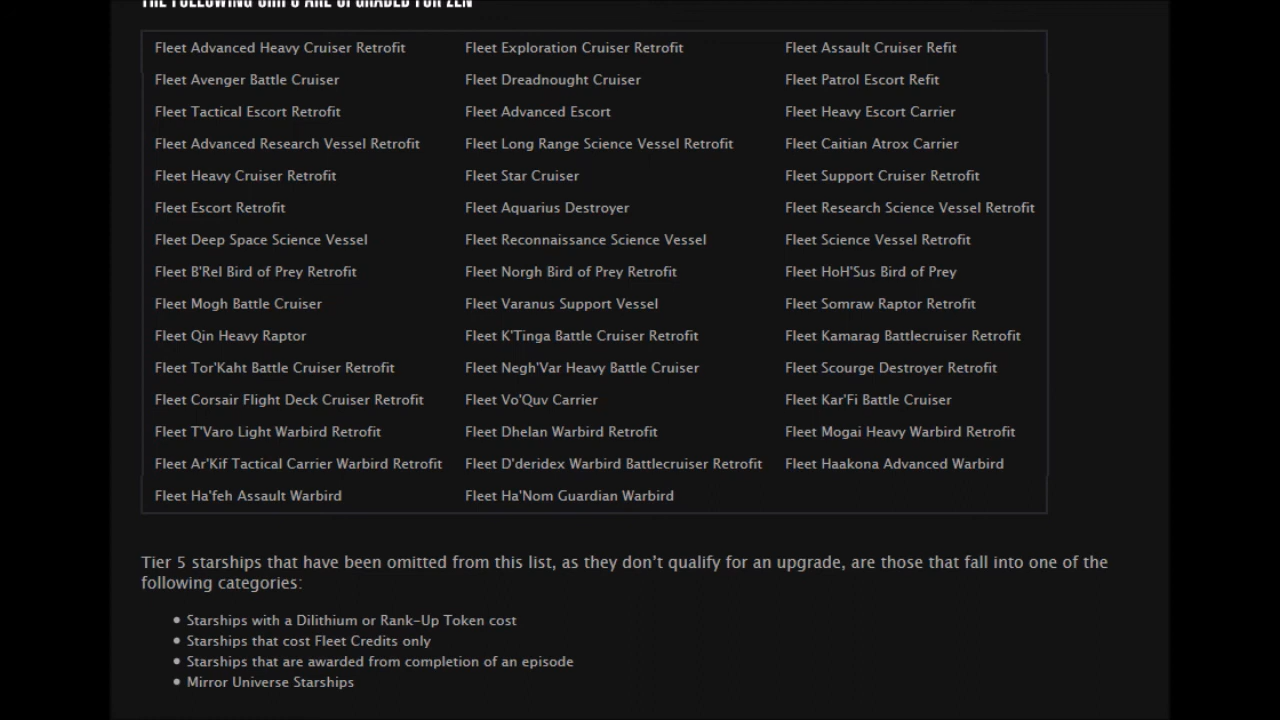 THE FOLLOWING SHIPS ARE UPGRADED FOR ZEN
Fleet Advanced Heavy Cruiser Retrofit Fleet Exploration Cruiser Retrofit Fleet Assault Cruiser Refit
Fleet Avenger Battle Cruiser Fleet Dreadnought Cruiser Fleet Patrol Escort Refit
Fleet Tactical Escort Retrofit Fleet Advanced Escort Fleet Heavy Escort Carrier
Fleet Advanced Research Vessel Retrofit Fleet Long Range Science Vessel Retrofit Fleet Caitian Atrox Carrier
Fleet Heavy Cruiser Retrofit Fleet Star Cruiser Fleet Support Cruiser Retrofit
Fleet Escort Retrofit Fleet Aquarius Destroyer Fleet Research Science Vessel Retrofit
Fleet Deep Space Science Vessel Fleet Reconnaissance Science Vessel Fleet Science Vessel Retrofit
Fleet B'Rel Bird of Prey Retrofit Fleet Norgh Bird of Prey Retrofit Fleet HoH'Sus Bird of Prey
Fleet Mogh Battle Cruiser Fleet Varanus Support Vessel Fleet Somraw Raptor Retrofit
Fleet Qin Heavy Raptor Fleet K'Tinga Battle Cruiser Retrofit Fleet Kamarag Battlecruiser Retrofit
Fleet Tor'Kaht Battle Cruiser Retrofit Fleet Negh'Var Heavy Battle Cruiser Fleet Scourge Destroyer Retrofit
Fleet Corsair Flight Deck Cruiser Retrofit Fleet Vo'Quv Carrier Fleet Kar'Fi Battle Cruiser
Fleet T'Varo Light Warbird Retrofit Fleet Dhelan Warbird Retrofit Fleet Mogai Heavy Warbird Retrofit
Fleet Ar'Kif Tactical Carrier Warbird Retrofit Fleet D'deridex Warbird Battlecruiser Retrofit Fleet Haakona Advanced Warbird
Fleet Ha'feh Assault Warbird Fleet Ha'Nom Guardian Warbird
Tier 5 starships that have been omitted from this list, as they don’t qualify for an upgrade, are those that fall into one of the
following categories:
• Starships with a Dilithium or Rank-Up Token cost
• Starships that cost Fleet Credits only
• Starships that are awarded from completion of an episode
• Mirror Universe Starships